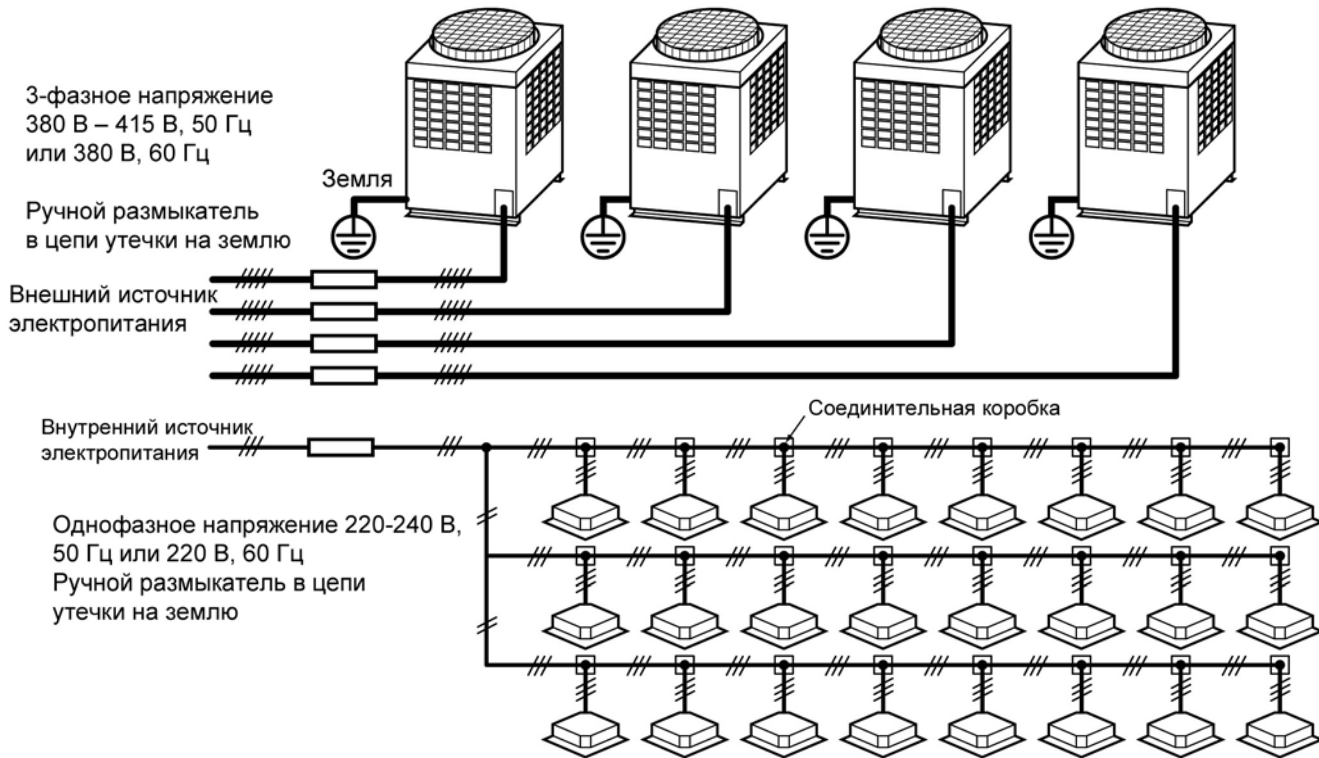 3-фазное напряжение
380 В – 415 В, 50 Гц
или 380 В, 60 Гц
Земля
Ручной размыкатель
в цепи утечки на землю
Внешний источник
электропитания
Соединительная коробка
Внутренний источник
электропитания
Однофазное напряжение 220-240 В,
50 Гц или 220 В, 60 Гц
Ручной размыкатель в цепи
утечки на землю